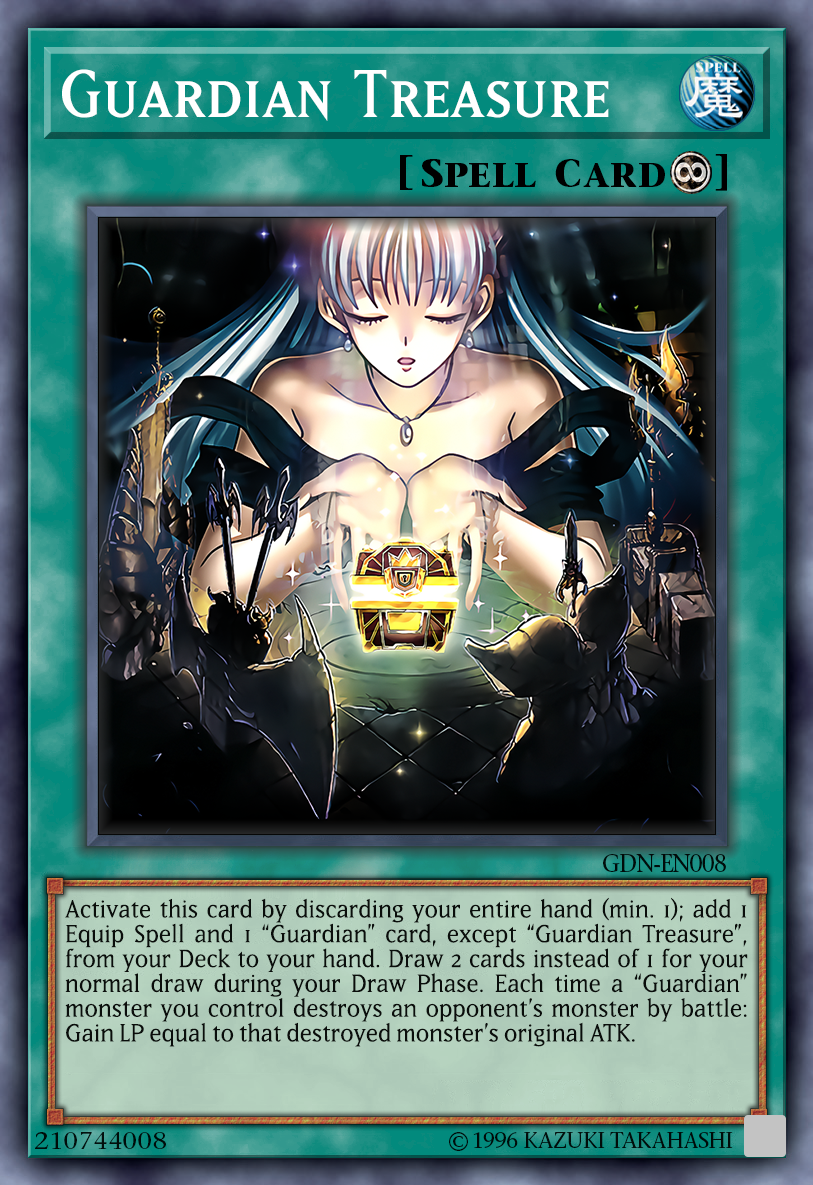 Guardian Treasure
SPELL
魔
[Spell Card]
GDN-EN008
Activate this card by discarding your entire hand (min. 1); add 1
Equip Spell and 1 “Guardian” card, except “Guardian Treasure”,
from your Deck to your hand. Draw 2 cards instead of 1 for your
normal draw during your Draw Phase. Each time a “Guardian”
monster you control destroys an opponent’s monster by battle:
Gain LP equal to that destroyed monster’s original ATK.
210744008
© 1996 KAZUKI TAKAHASHI